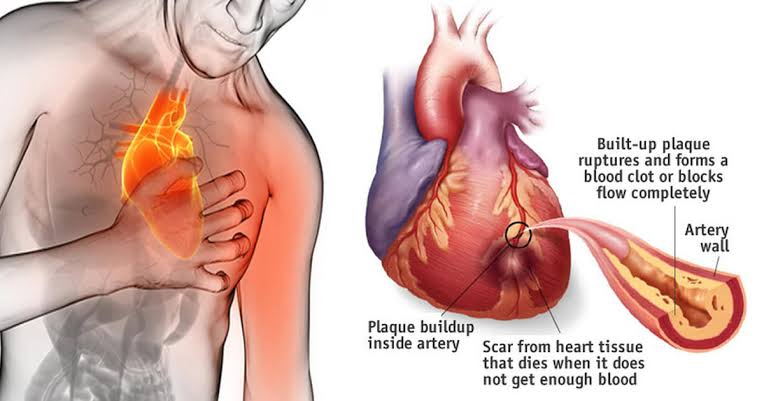 Built-up plaque
ruptures and forms a
blood clot or blocks
flow completely
Artery
wall
Plaque buildup
inside artery
Scar from heart tissue
that dies when it does
not get enough blood